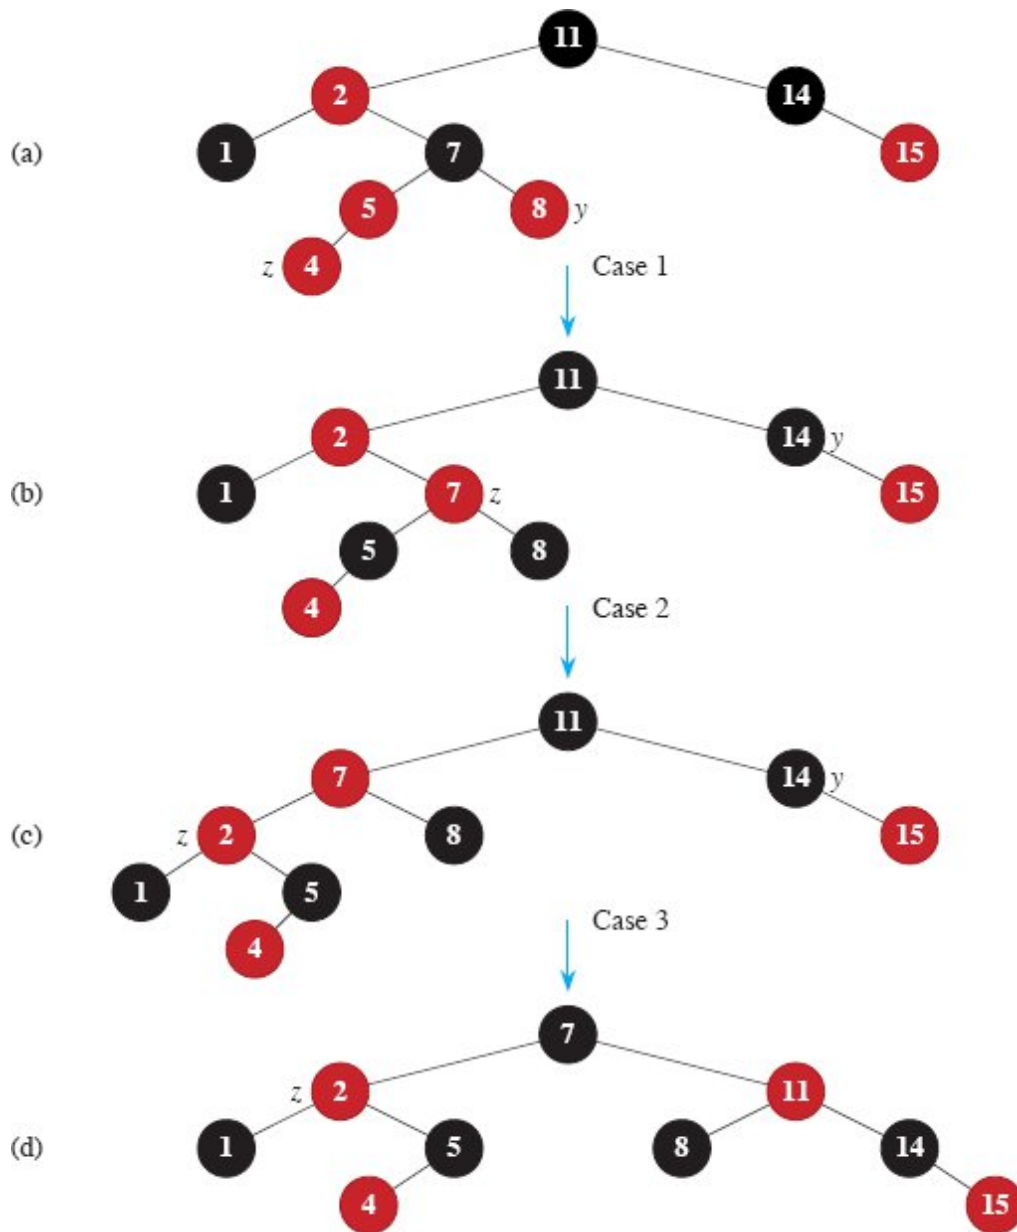 11
2 14
(a) 1 7 15
5 8 y
z 4 Case 1
11
2 14 y
(b) 1 7 z 15
5 8
4 Case 2
11
7 14 y
(c) z 2 8 15
1 5
4 Case 3
7
z 2 11
(d) 1 5 8 14
4 15